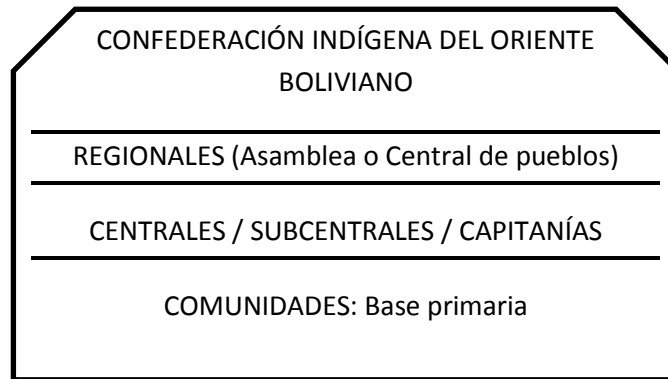 CONFEDERACIÓN INDÍGENA DEL ORIENTE
BOLIVIANO
REGIONALES (Asamblea o Central de pueblos)
CENTRALES / SUBCENTRALES / CAPITANÍAS
COMUNIDADES: Base primaria